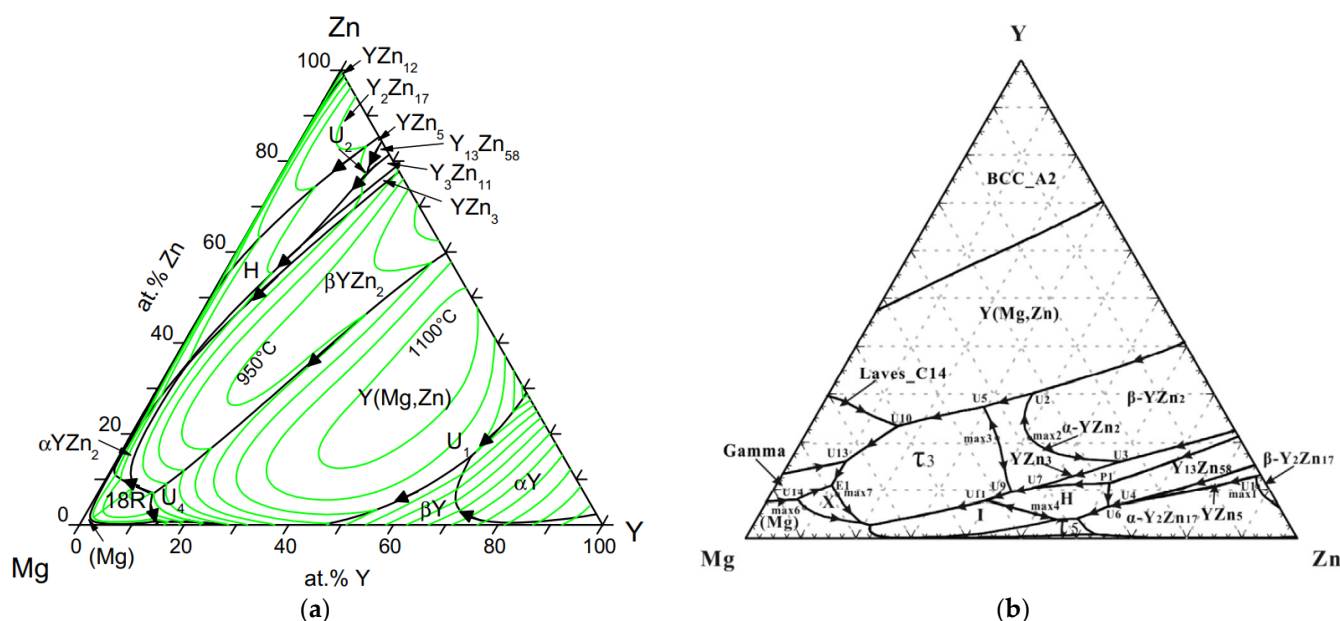 Zn
100
YZn12
Y2Zn17
YZn5
U2
Y13Zn58
80
Y3Zn11
YZn3
60
at.% Zn
H
βYZn2
40
950°C
1100°C
20
Y(Mg,Zn)
αYZn2
U1
18R
U4
βY
αY
0
Y
(Mg)
0
20
40
60
80
100
Mg
at.% Y
(a)
Y
BCC_A2
Y(Mg,Zn)
Laves_C14
β-YZn2
U5
U2
U10
max3
max2
α-YZn2
Gamma
U13
τ3
YZn3
U3
Y13Zn58
β-Y2Zn17
U14
E1
max7
X
U7
P1
U9
U11
H
U4
U1
max1
max6
(Mg)
I
max4
U6
α-Y2Zn17
YZn5
Mg
Zn
(b)